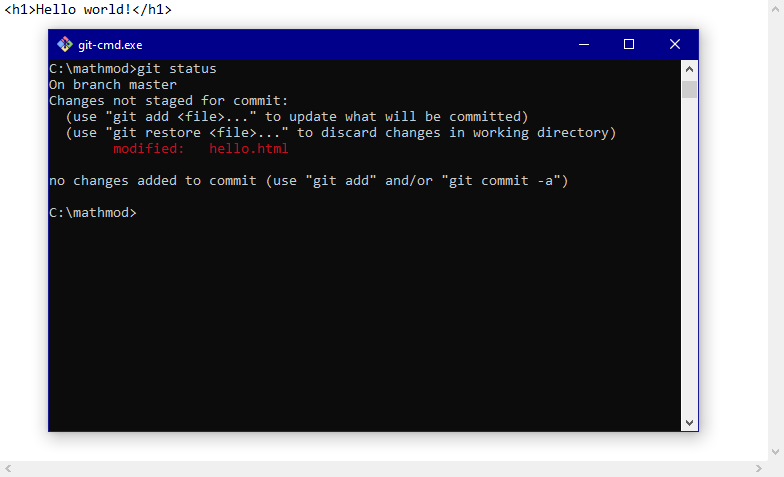 <h1>Hello world!</h1>
git-cmd.exe
C:\mathmod>git status
On branch master
Changes not staged for commit:
  (use "git add <file>..." to update what will be committed)
  (use "git restore <file>..." to discard changes in working directory)
        modified:   hello.html
no changes added to commit (use "git add" and/or "git commit -a")
C:\mathmod>